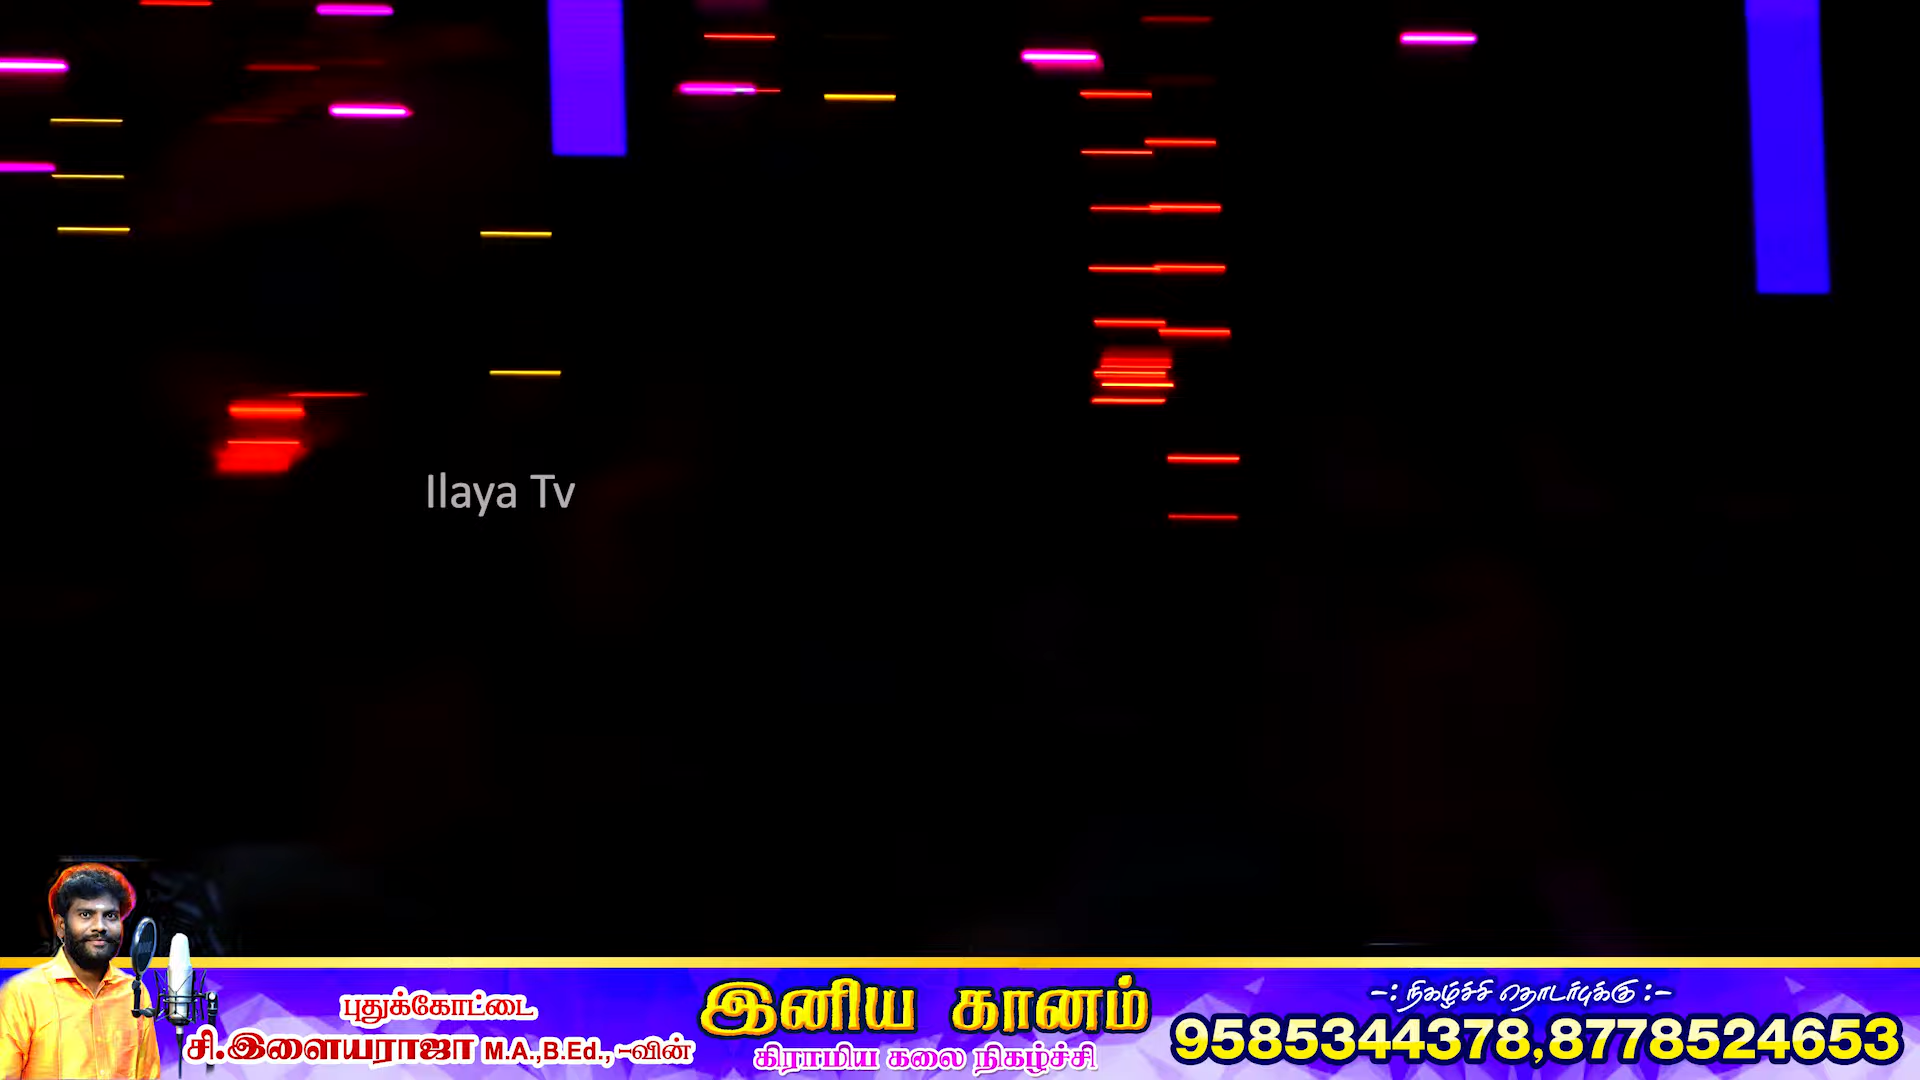 Ilaya Tv
புதுக்கோட்டை
சி.இளையராஜா M.A.,B.Ed., -வின்
இனிய கானம்
கிராமிய கலை நிகழ்ச்சி
-: நிகழ்ச்சி தொடர்புக்கு :-
9585344378,8778524653